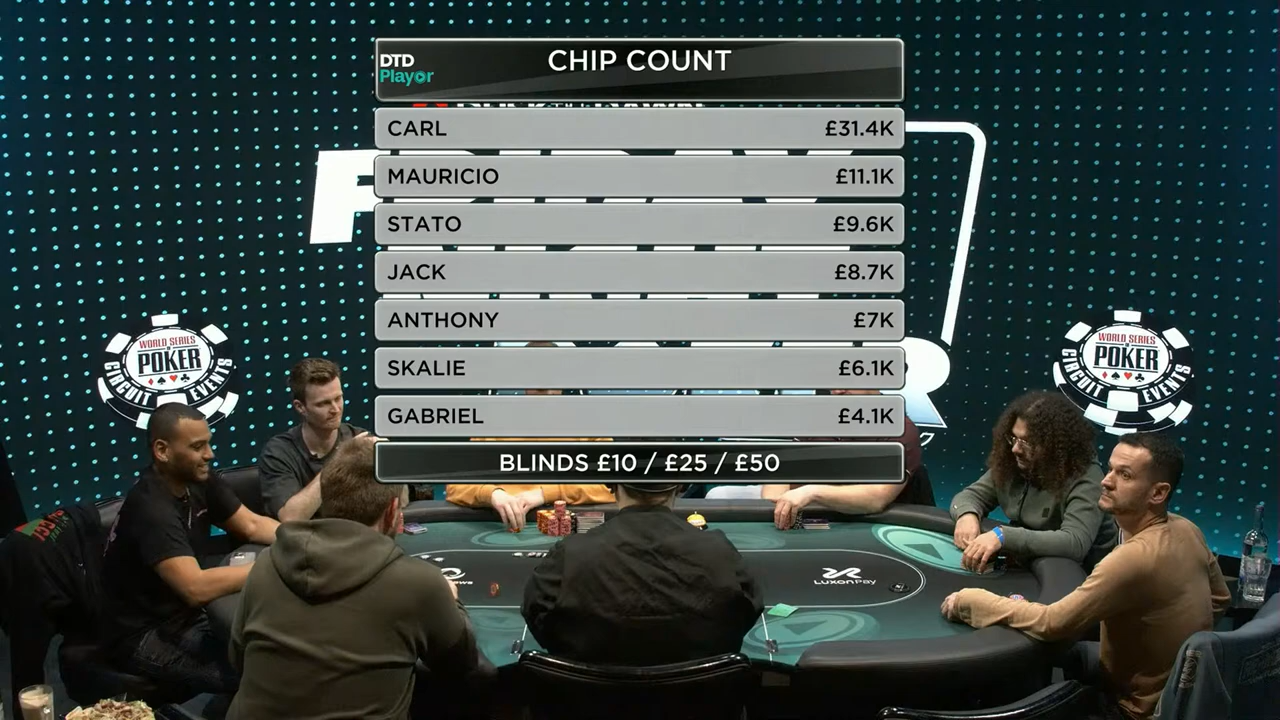 DTD
Player
CHIP COUNT
CARL £31.4K
MAURICIO £11.1K
STATO £9.6K
JACK £8.7K
ANTHONY £7K
SKALIE £6.1K
GABRIEL £4.1K
BLINDS £10 / £25 / £50
WORLD SERIES
OF
POKER
CIRCUIT EVENTS
WORLD SERIES
OF
POKER
CIRCUIT EVENTS
LUXONPAY